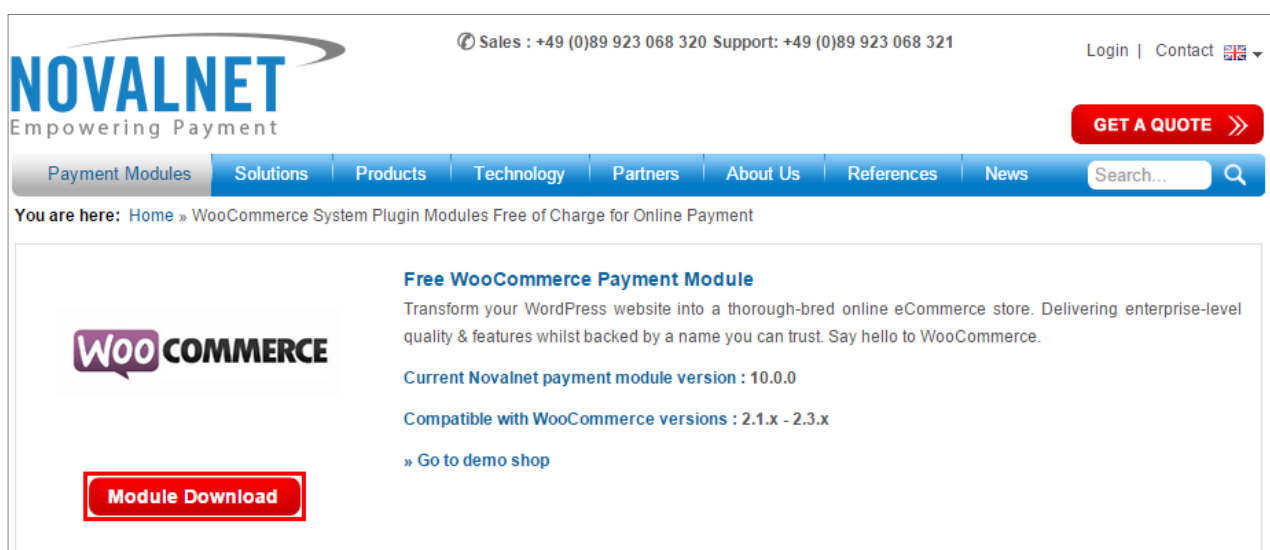 NOVALNET
Empowering Payment
Sales : +49 (0)89 923 068 320 Support: +49 (0)89 923 068 321
Login | Contact
GET A QUOTE
Payment Modules Solutions Products Technology Partners About Us References News Search...
You are here: Home » WooCommerce System Plugin Modules Free of Charge for Online Payment
WOO COMMERCE
Free WooCommerce Payment Module
Transform your WordPress website into a thorough-bred online eCommerce store. Delivering enterprise-level
quality & features whilst backed by a name you can trust. Say hello to WooCommerce.
Current Novalnet payment module version : 10.0.0
Compatible with WooCommerce versions : 2.1.x - 2.3.x
» Go to demo shop
Module Download